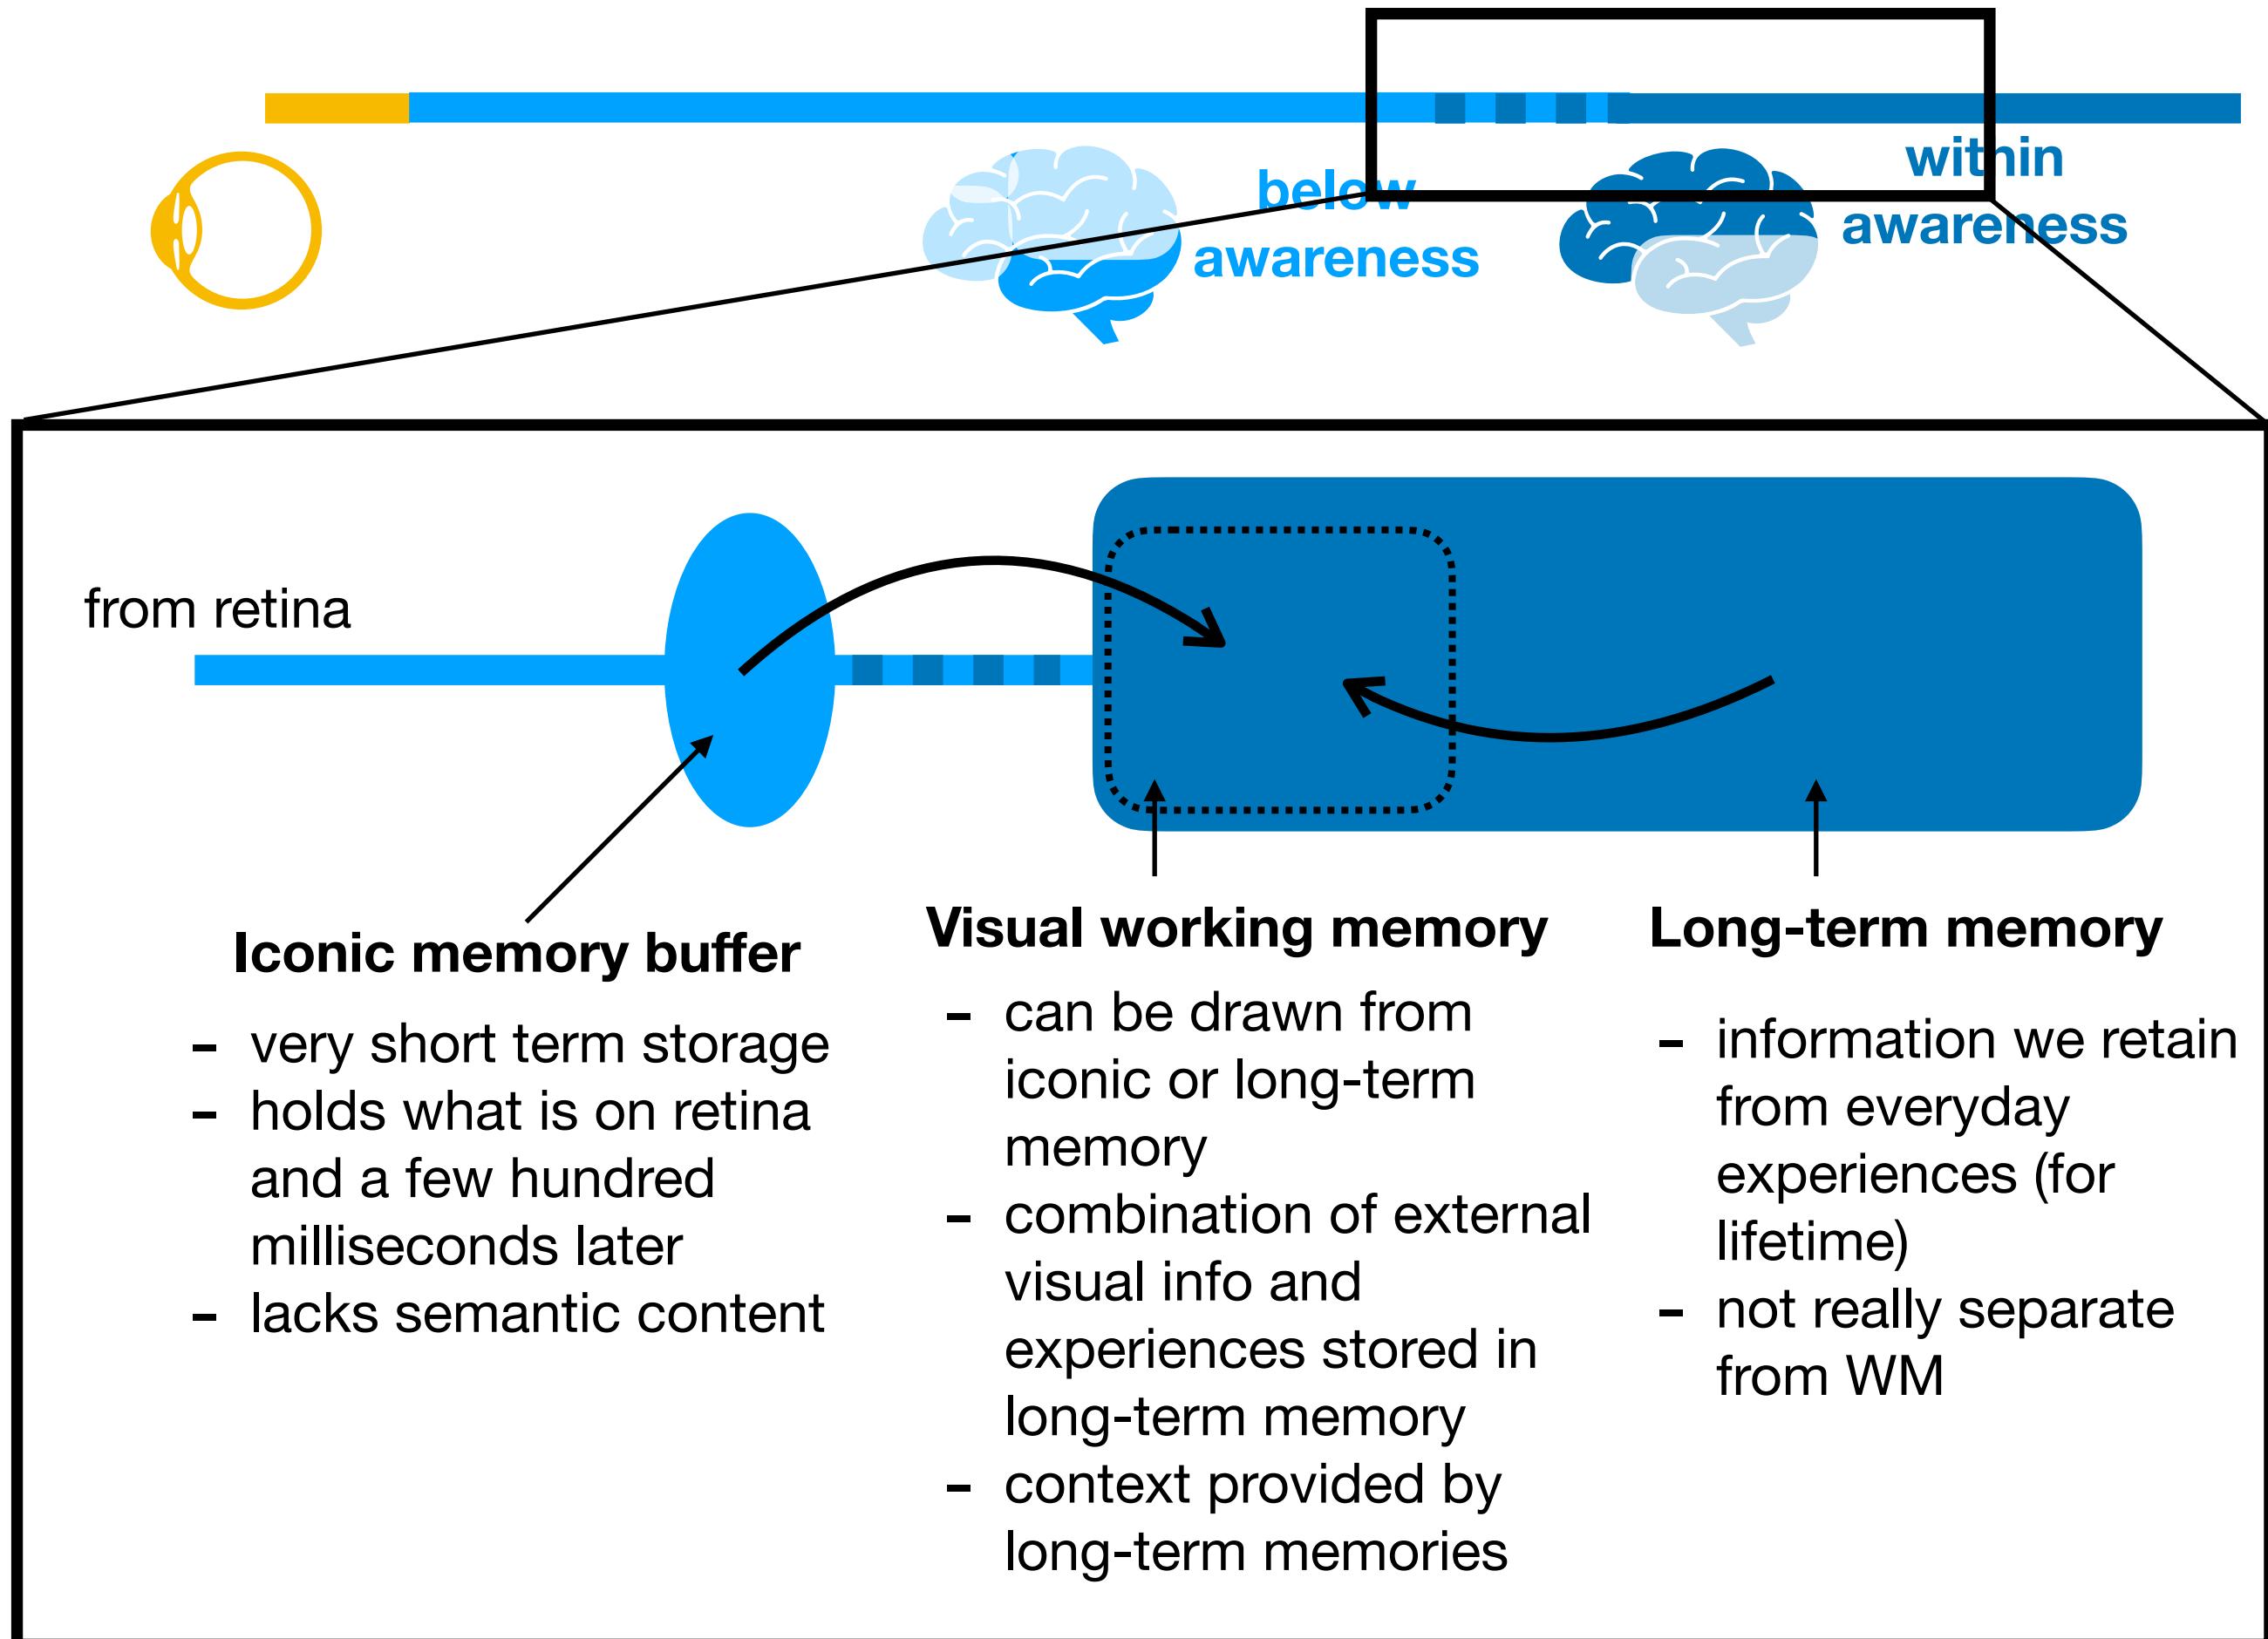 below
awareness
within
awareness
from retina
Iconic memory buffer
- very short term storage
- holds what is on retina
and a few hundred
milliseconds later
- lacks semantic content
Visual working memory
- can be drawn from
iconic or long-term
memory
- combination of external
visual info and
experiences stored in
long-term memory
- context provided by
long-term memories
Long-term memory
- information we retain
from everyday
experiences (for
lifetime)
- not really separate
from WM